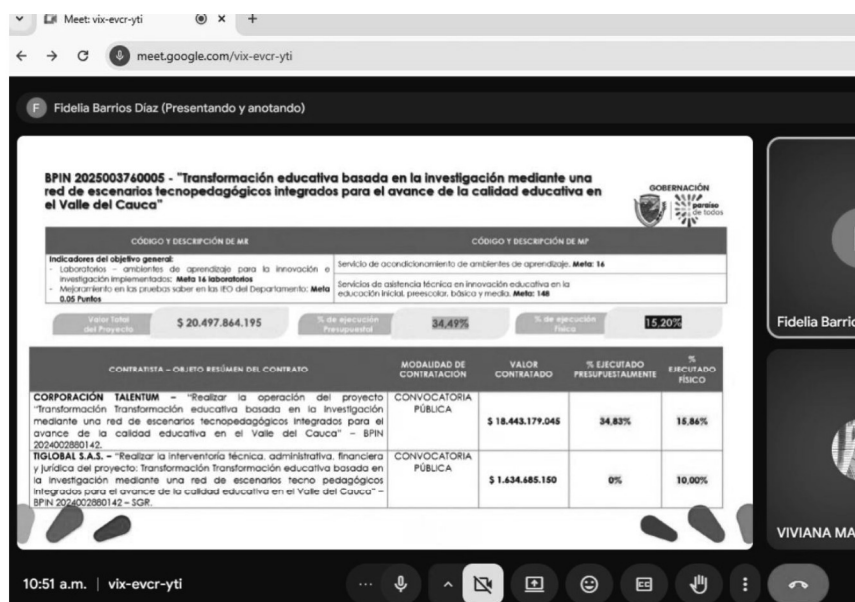 Meet: vix-evcr-yti
meet.google.com/vix-evcr-yti
F Fidelia Barrios Díaz (Presentando y anotando)
BPIN 2025003760005 - "Transformación educativa basada en la investigación mediante una
red de escenarios tecnopedagógicos integrados para el avance de la calidad educativa en
el Valle del Cauca"
GOBERNACIÓN
paraíso
de todos
CÓDIGO Y DESCRIPCIÓN DE MR
CÓDIGO Y DESCRIPCIÓN DE MP
Indicadores del objetivo general:
- Laboratorios – ambientes de aprendizaje para la innovación e
investigación implementados: Meta 16 laboratorios
- Mejoramiento en las pruebas saber en las IEO del Departamento: Meta
0.05 Puntos
Servicio de acondicionamiento de ambientes de aprendizaje. Meta: 16
Servicios de asistencia técnica en innovación educativa en la
educación inicial, preescolar, básica y media. Meta: 148
Valor Total
del Proyecto
$ 20.497.864.195
% de ejecución
Presupuestal
34,49%
% de ejecución
Física
15,20%
CONTRATISTA – OBJETO RESÚMEN DEL CONTRATO
MODALIDAD DE
CONTRATACIÓN
VALOR
CONTRATADO
% EJECUTADO
PRESUPUESTALMENTE
%
EJECUTADO
FÍSICO
CORPORACIÓN TALENTUM – "Realizar la operación del proyecto
"Transformación Transformación educativa basada en la investigación
mediante una red de escenarios tecnopedagógicos integrados para el
avance de la calidad educativa en el Valle del Cauca" – BPIN
2024002880142.
CONVOCATORIA
PÚBLICA
$ 18.443.179.045
34,83%
15,86%
TIGLOBAL S.A.S. – "Realizar la interventoría técnica, administrativa, financiera
y jurídica del proyecto: Transformación Transformación educativa basada en
la investigación mediante una red de escenarios tecno pedagógicos
integrados para el avance de la calidad educativa en el Valle del Cauca" –
BPIN 2024002880142 – SGR.
CONVOCATORIA
PÚBLICA
$ 1.634.685.150
0%
10,00%
Fidelia Barrio
VIVIANA MA
10:51 a.m. | vix-evcr-yti